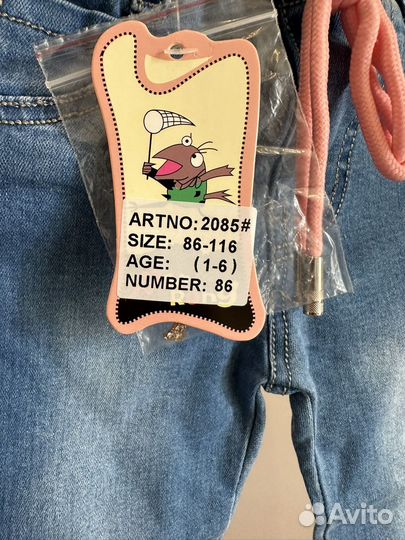 ARTNO: 2085#
SIZE: 86-116
AGE: (1-6)
NUMBER: 86
Avito